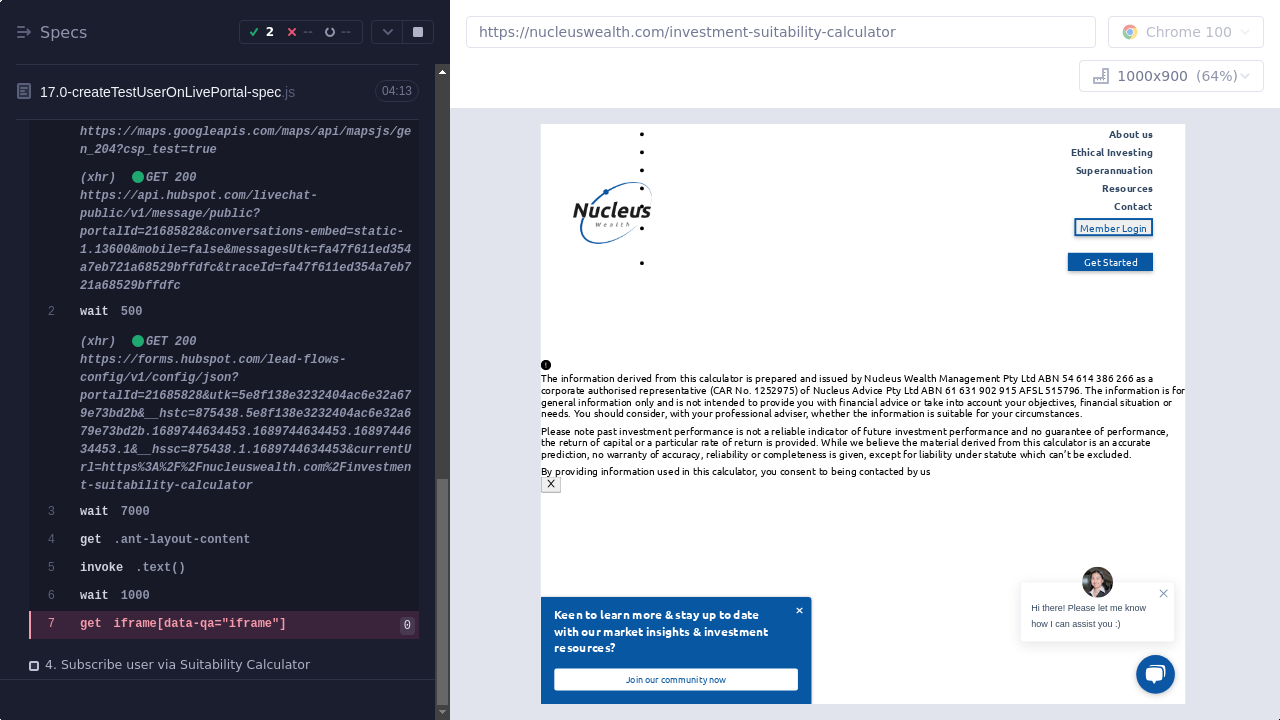 Specs
2
--
--
17.0-createTestUserOnLivePortal-spec.js
04:13
https://maps.googleapis.com/maps/api/mapsjs/ge
n_204?csp_test=true
(xhr) GET 200
https://api.hubspot.com/livechat-
public/v1/message/public?
portalId=21685828&conversations-embed=static-
1.13600&mobile=false&messagesUtk=fa47f611ed354
a7eb721a68529bffdfc&traceId=fa47f611ed354a7eb7
21a68529bffdfc
2 wait 500
(xhr) GET 200
https://forms.hubspot.com/lead-flows-
config/v1/config/json?
portalId=21685828&utk=5e8f138e3232404ac6e32a67
9e73bd2b&__hstc=875438.5e8f138e3232404ac6e32a6
79e73bd2b.1689744634453.1689744634453.16897446
34453.1&__hssc=875438.1.1689744634453&currentU
rl=https%3A%2F%2Fnucleuswealth.com%2Finvestmen
t-suitability-calculator
3 wait 7000
4 get .ant-layout-content
5 invoke .text()
6 wait 1000
7 get iframe[data-qa="iframe"] 0
4. Subscribe user via Suitability Calculator
https://nucleuswealth.com/investment-suitability-calculator
Chrome 100
1000x900 (64%)
Nucleus
Wealth
About us
Ethical Investing
Superannuation
Resources
Contact
Member Login
Get Started
The information derived from this calculator is prepared and issued by Nucleus Wealth Management Pty Ltd ABN 54 614 386 266 as a
corporate authorised representative (CAR No. 1252975) of Nucleus Advice Pty Ltd ABN 61 631 902 915 AFSL 515796. The information is for
general information only and is not intended to provide you with financial advice or take into account your objectives, financial situation or
needs. You should consider, with your professional adviser, whether the information is suitable for your circumstances.
Please note past investment performance is not a reliable indicator of future investment performance and no guarantee of performance,
the return of capital or a particular rate of return is provided. While we believe the material derived from this calculator is an accurate
prediction, no warranty of accuracy, reliability or completeness is given, except for liability under statute which can’t be excluded.
By providing information used in this calculator, you consent to being contacted by us
X
Keen to learn more & stay up to date
with our market insights & investment
resources?
×
Join our community now
Hi there! Please let me know
how I can assist you :)